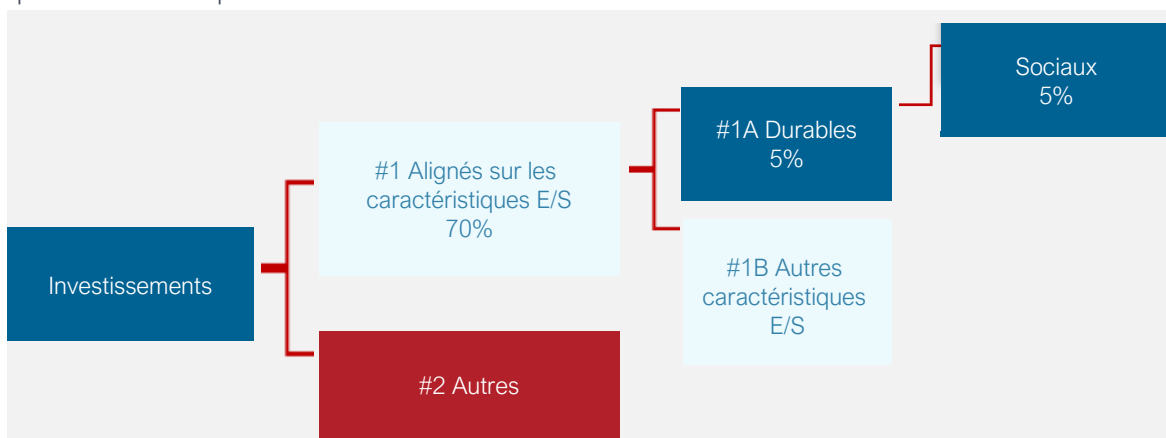 Investissements
#1 Alignés sur les
caractéristiques E/S
70%
#2 Autres
#1A Durables
5%
#1B Autres
caractéristiques
E/S
Sociaux
5%